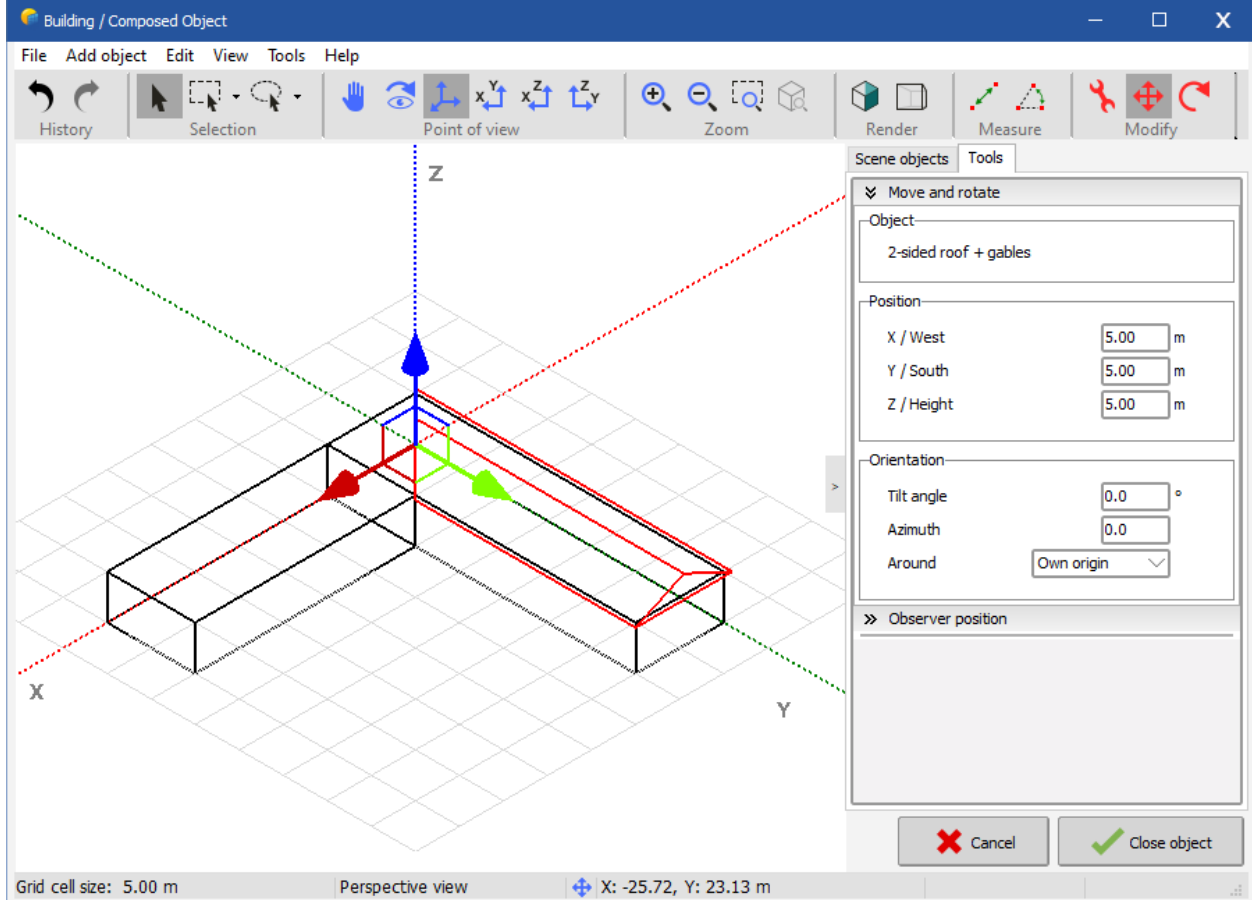 Building / Composed Object
File Add object Edit View Tools Help
X Y Z X Z Y
History Selection Point of view Zoom Render Measure Modify
Scene objects Tools
Z
Move and rotate
Object
2-sided roof + gables
Position
X / West 5.00 m
Y / South 5.00 m
Z / Height 5.00 m
>
Orientation
Tilt angle 0.0 °
Azimuth 0.0
Around Own origin
Observer position
X
Y
Cancel Close object
Grid cell size: 5.00 m Perspective view X: -25.72, Y: 23.13 m